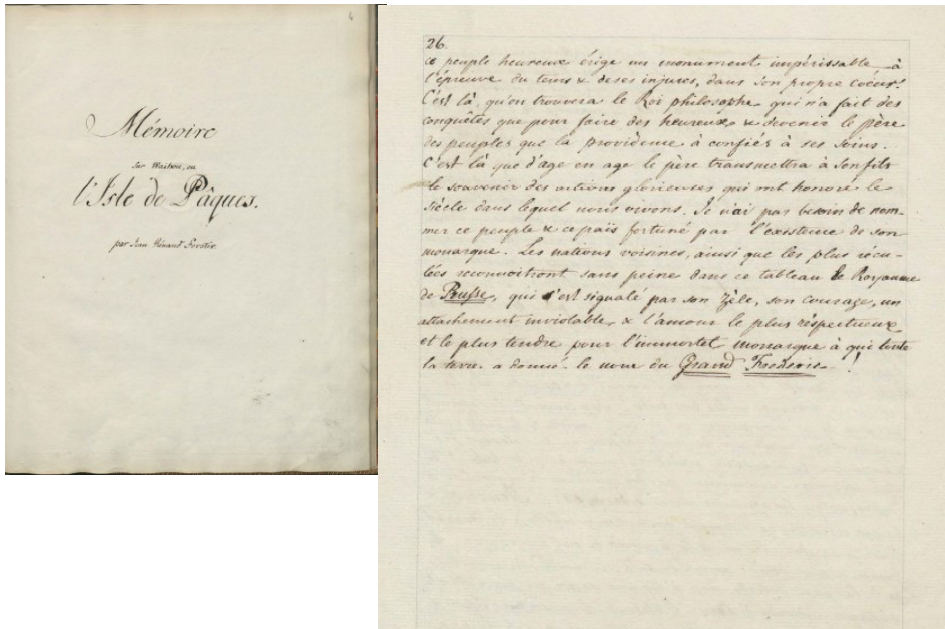 6
Mémoire
sur Waihou, ou
l'Isle de Pâques.
par Jean Rénaud Forster
26.
ce peuple heureux érige un monument impérissable à
l'épreuve du tems & de ses injures, dans son propre coeur!
C'est là, qu'on trouvera le Roi philosophe qui n'a fait des
conquêtes que pour faire des heureux & devenir le père
des peuples que la providence à confiés à ses soins.
C'est là que d'age en age le père transmettra à son fils
le souvenir des actions glorieuses qui ont honoré le
siècle dans lequel nous vivons. Je n'ai pas besoin de nom-
mer ce peuple & ce païs fortuné par l'existence de son
monarque. Les nations voisines, ainsi que les plus récu-
lées reconnoitront sans peine dans ce tableau le Royaume
de Prusse, qui s'est signalé par son Zèle, son courage, un
attachement inviolable & l'amour le plus réspectueux
et le plus tendre pour l'immortel monarque à qui toute
la terre a donné le nom du Grand Frederic !